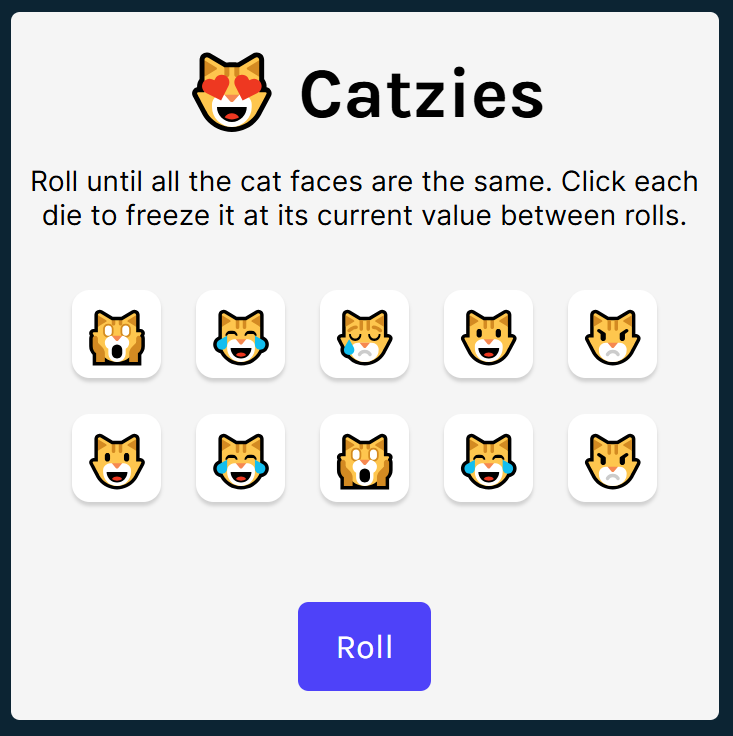 Catzies
Roll until all the cat faces are the same. Click each
die to freeze it at its current value between rolls.
Roll